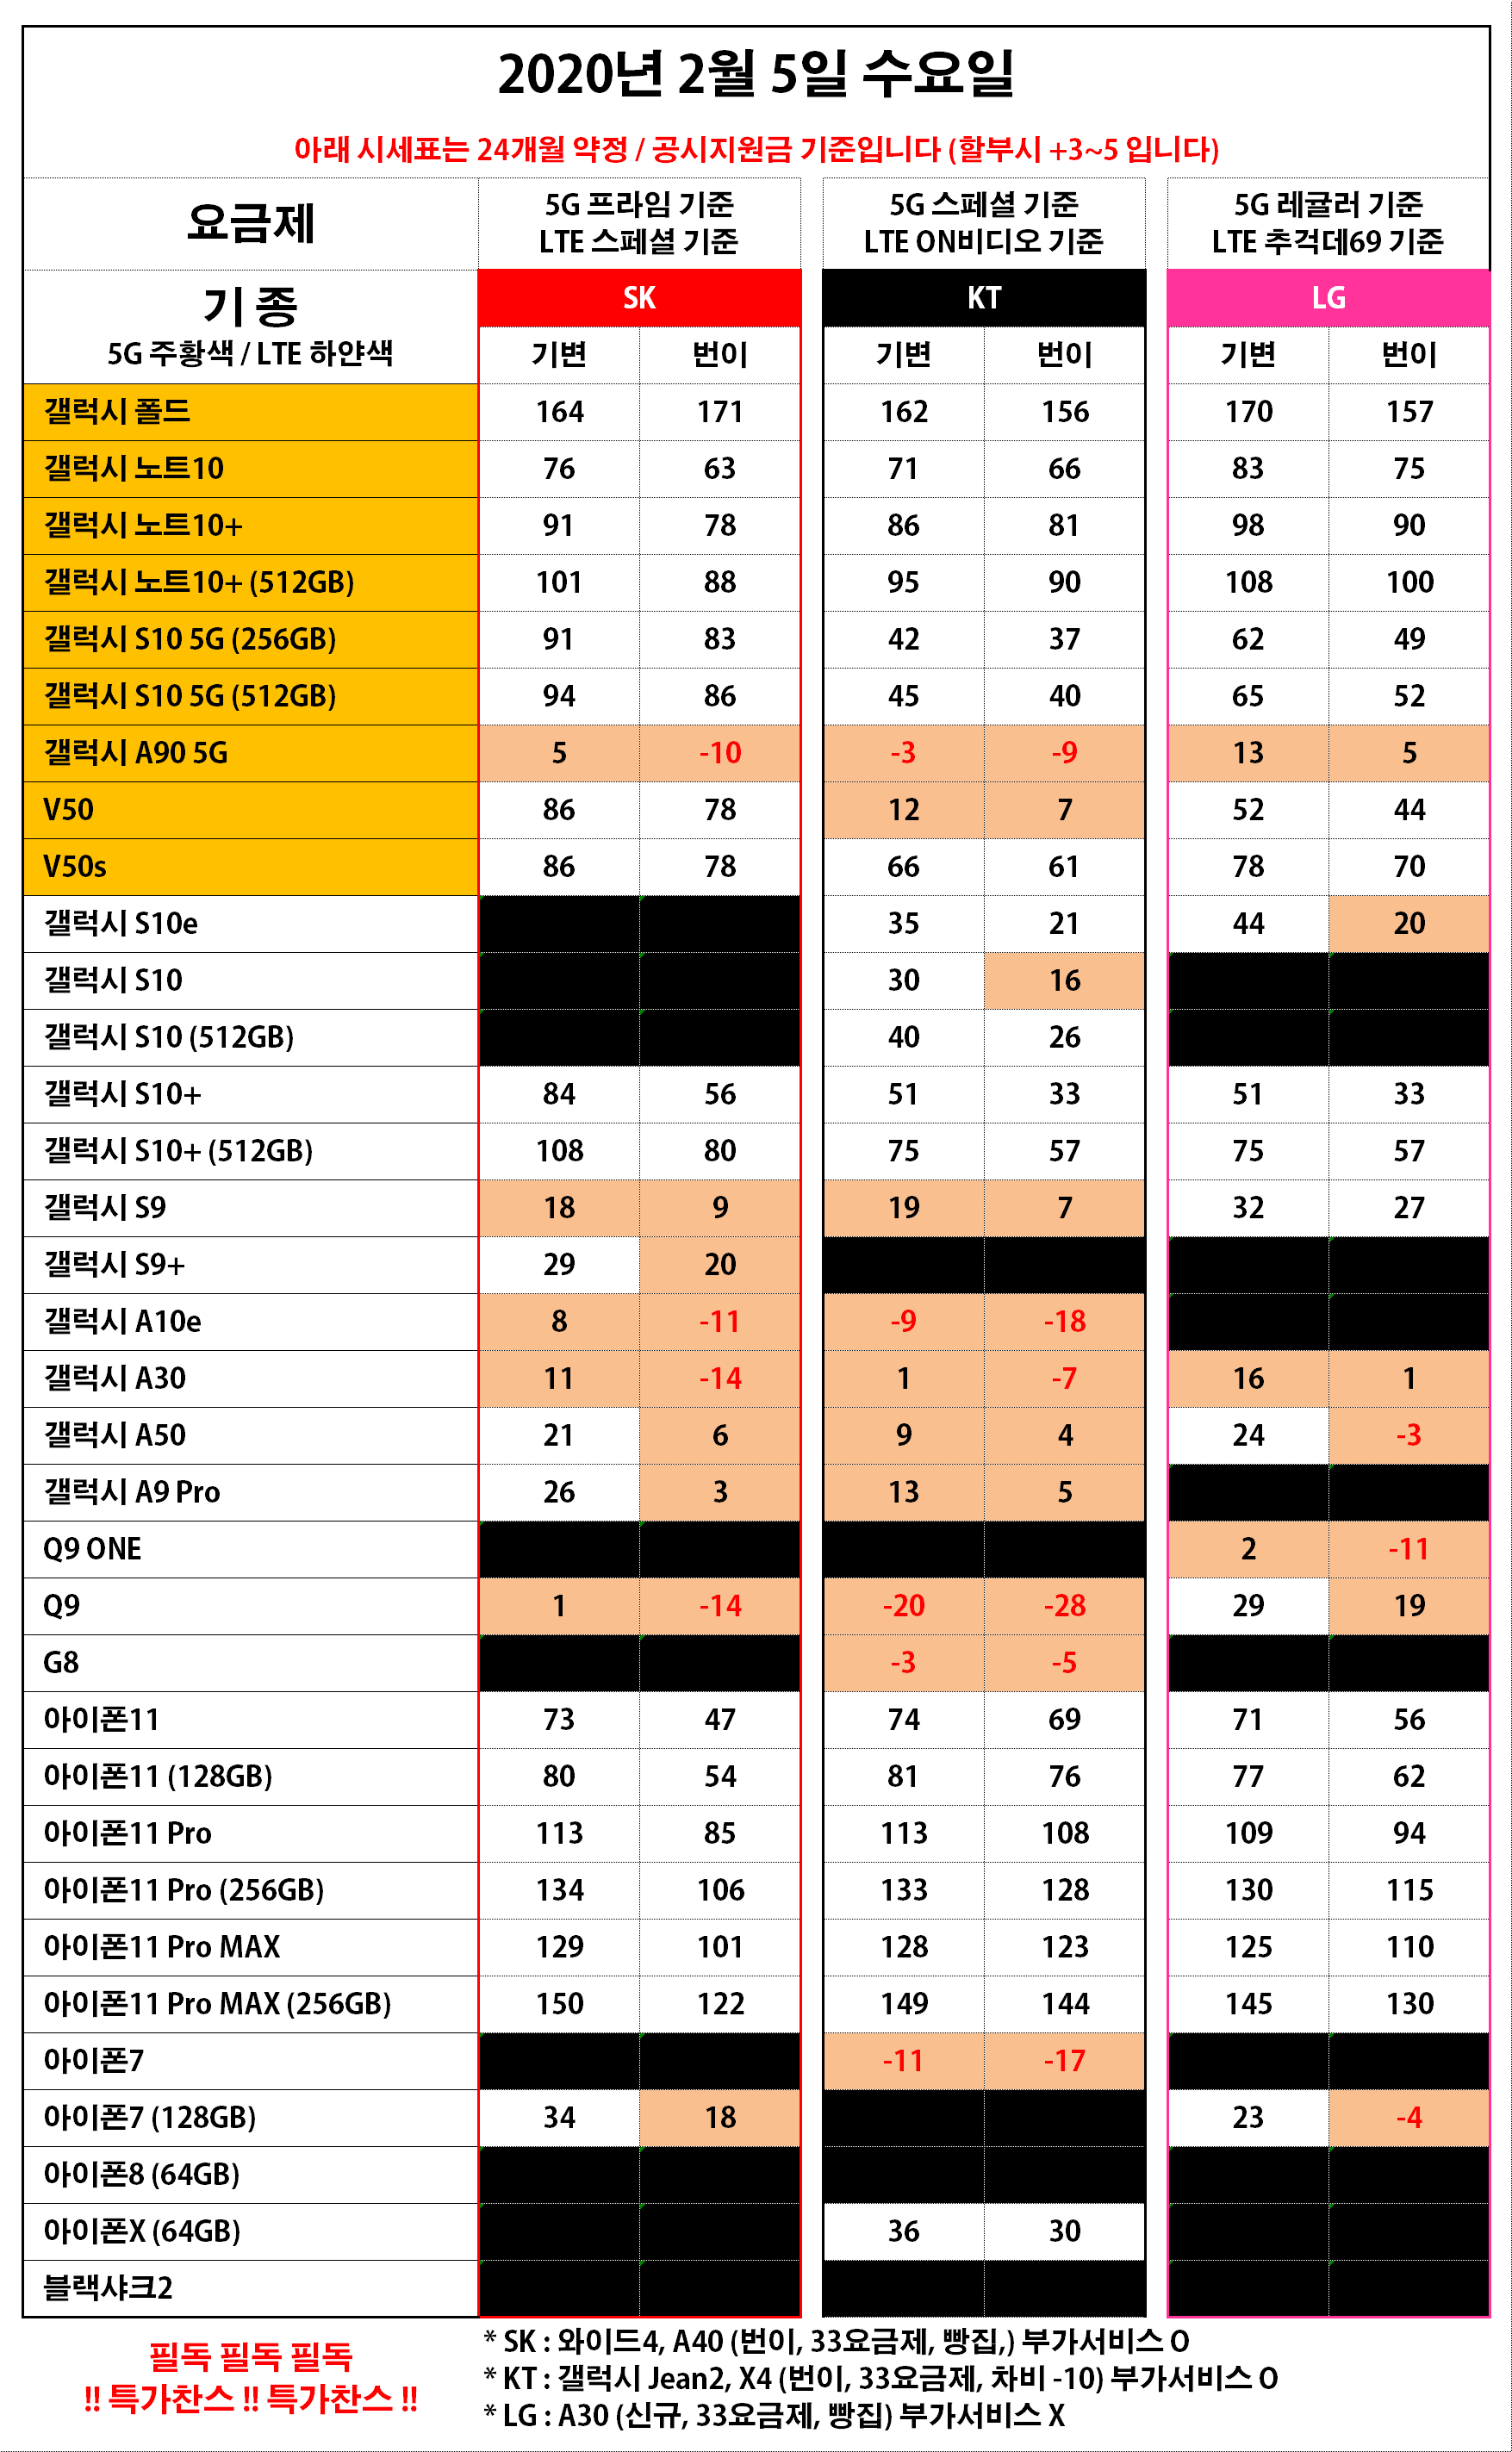 2020년 2월 5일 수요일
아래 시세표는 24개월 약정 / 공시지원금 기준입니다 (할부시 +3~5 입니다)
요금제 5G 프라임 기준 LTE 스페셜 기준 5G 스페셜 기준 LTE ON비디오 기준 5G 레귤러 기준 LTE 추걱데69 기준
기 종 SK KT LG
5G 주황색 / LTE 하얀색 기변 번이 기변 번이 기변 번이
갤럭시 폴드 164 171 162 156 170 157
갤럭시 노트10 76 63 71 66 83 75
갤럭시 노트10+ 91 78 86 81 98 90
갤럭시 노트10+ (512GB) 101 88 95 90 108 100
갤럭시 S10 5G (256GB) 91 83 42 37 62 49
갤럭시 S10 5G (512GB) 94 86 45 40 65 52
갤럭시 A90 5G 5 -10 -3 -9 13 5
V50 86 78 12 7 52 44
V50s 86 78 66 61 78 70
갤럭시 S10e 35 21 44 20
갤럭시 S10 30 16
갤럭시 S10 (512GB) 40 26
갤럭시 S10+ 84 56 51 33 51 33
갤럭시 S10+ (512GB) 108 80 75 57 75 57
갤럭시 S9 18 9 19 7 32 27
갤럭시 S9+ 29 20
갤럭시 A10e 8 -11 -9 -18
갤럭시 A30 11 -14 1 -7 16 1
갤럭시 A50 21 6 9 4 24 -3
갤럭시 A9 Pro 26 3 13 5
Q9 ONE 2 -11
Q9 1 -14 -20 -28 29 19
G8 -3 -5
아이폰11 73 47 74 69 71 56
아이폰11 (128GB) 80 54 81 76 77 62
아이폰11 Pro 113 85 113 108 109 94
아이폰11 Pro (256GB) 134 106 133 128 130 115
아이폰11 Pro MAX 129 101 128 123 125 110
아이폰11 Pro MAX (256GB) 150 122 149 144 145 130
아이폰7 -11 -17
아이폰7 (128GB) 34 18 23 -4
아이폰8 (64GB)
아이폰X (64GB) 36 30
블랙샤크2
필독 필독 필독
!! 특가찬스 !! 특가찬스 !!
* SK : 와이드4, A40 (번이, 33요금제, 빵집,) 부가서비스 O
* KT : 갤럭시 Jean2, X4 (번이, 33요금제, 차비 -10) 부가서비스 O
* LG : A30 (신규, 33요금제, 빵집) 부가서비스 X